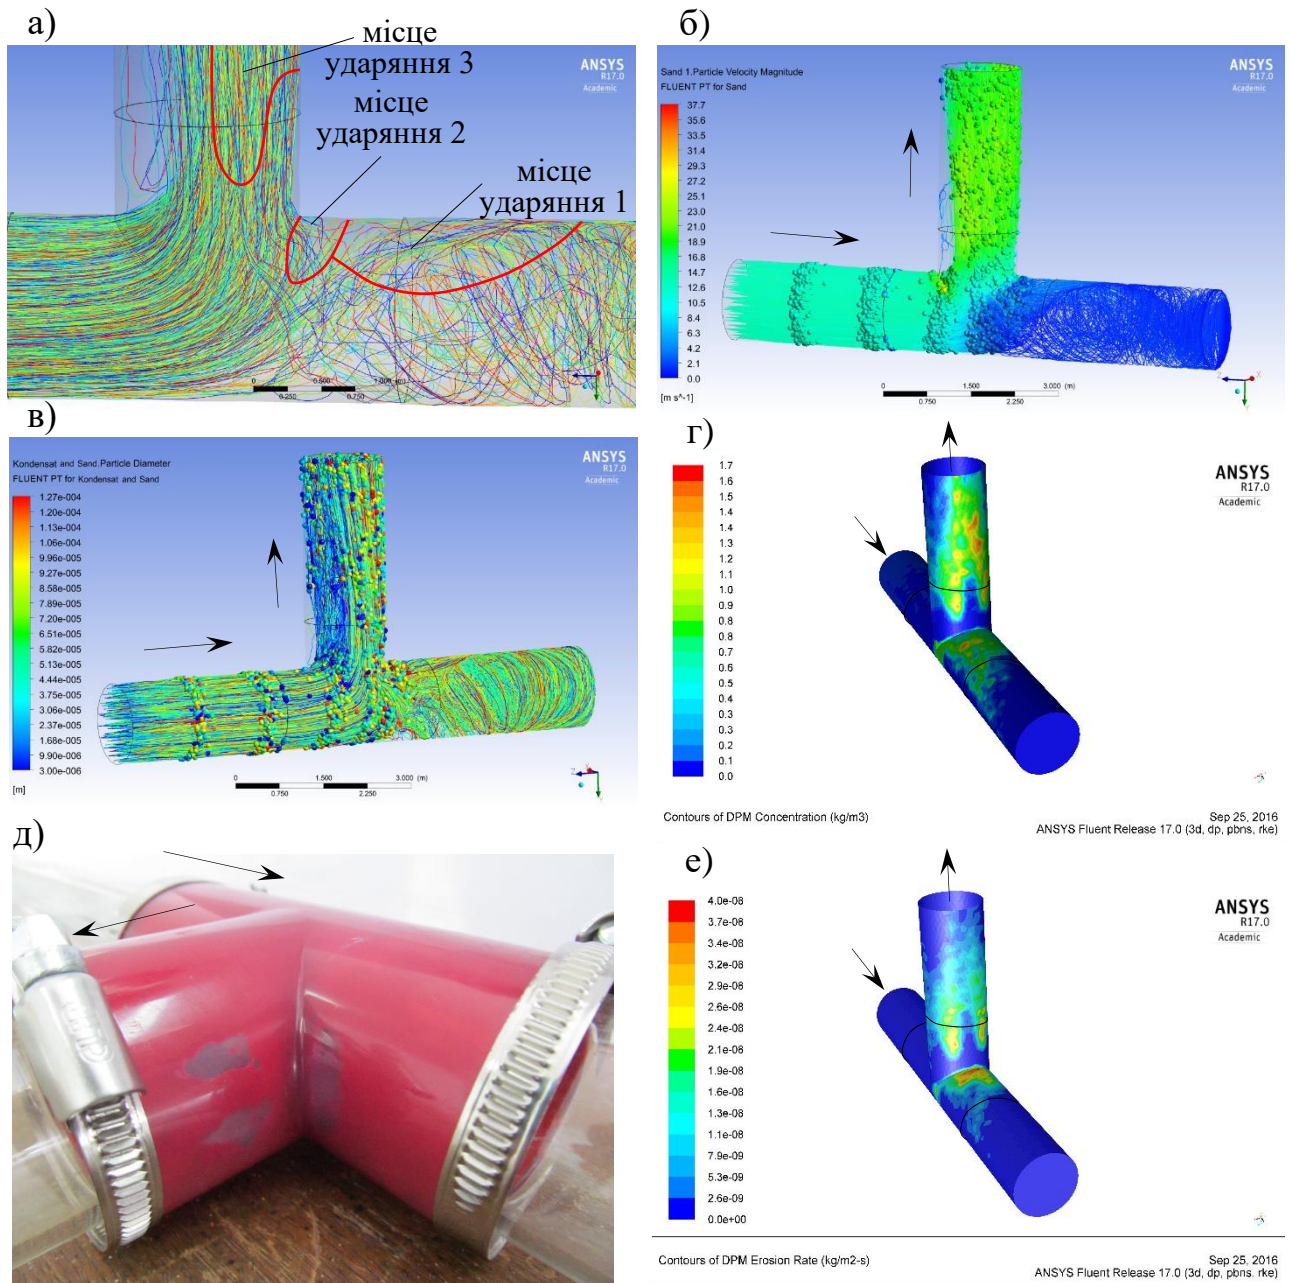 а)
місце
ударяння 3
місце
ударяння 2
місце
ударяння 1
ANSYS
R17.0
Academic
0
0.500
1.000
(m)
0.250
0.750
б)
Sand 1.Particle Velocity Magnitude
FLUENT PT for Sand
37.7
35.5
33.5
31.4
29.3
27.2
25.1
23.0
21.0
18.9
16.8
14.7
12.6
10.5
8.4
6.3
4.2
2.1
0.0
[m s^-1]
ANSYS
R17.0
Academic
0
1.500
3.000
(m)
0.750
2.250
Z
X
Y
в)
Kondensat and Sand.Particle Diameter
FLUENT PT for Kondensat and Sand
1.27e-004
1.20e-004
1.13e-004
1.04e-004
9.96e-005
9.27e-005
8.58e-005
7.89e-005
7.20e-005
6.51e-005
5.82e-005
5.13e-005
4.44e-005
3.75e-005
3.06e-005
2.37e-005
1.68e-005
9.90e-006
3.00e-006
[m]
ANSYS
R17.0
Academic
0
1.500
3.000
(m)
0.750
2.250
Z
г)
1.7
1.6
1.5
1.4
1.3
1.2
1.1
1.0
0.9
0.8
0.7
0.6
0.5
0.4
0.3
0.2
0.1
0.0
ANSYS
R17.0
Academic
Contours of DPM Concentration (kg/m3)
Sep 25, 2016
ANSYS Fluent Release 17.0 (3d, dp, pbns, rke)
д)
е)
4.0e-08
3.7e-08
3.4e-08
3.2e-08
2.9e-08
2.6e-08
2.4e-08
2.1e-08
1.9e-08
1.6e-08
1.3e-08
1.1e-08
7.9e-09
5.3e-09
2.6e-09
0.0e+00
ANSYS
R17.0
Academic
Contours of DPM Erosion Rate (kg/m2-s)
Sep 25, 2016
ANSYS Fluent Release 17.0 (3d, dp, pbns, rke)